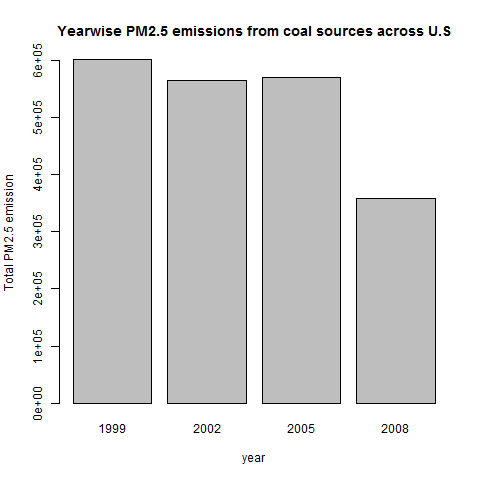 Yearwise PM2.5 emissions from coal sources across U.S
Total PM2.5 emission
6e+05
5e+05
4e+05
3e+05
2e+05
1e+05
0e+00
1999 2002 2005 2008
year